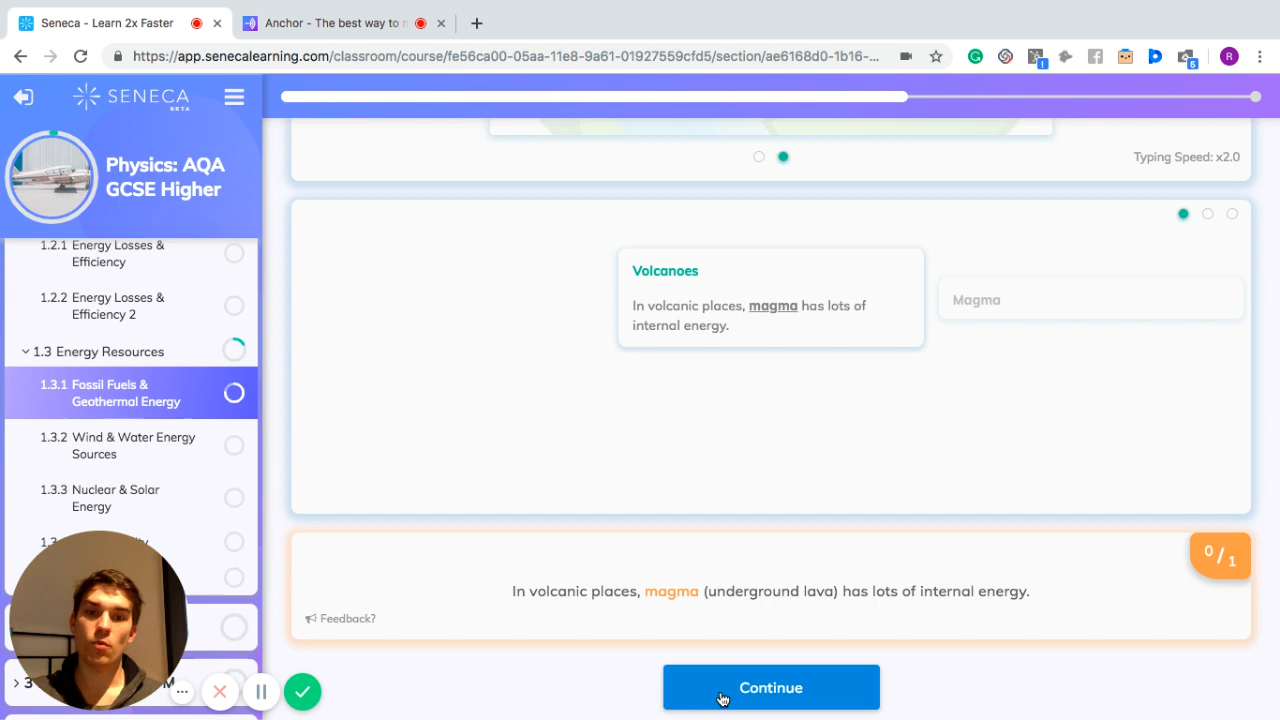 Seneca - Learn 2x Faster
Anchor - The best way to
https://app.senecalearning.com/classroom/course/fe56ca00-05aa-11e8-9a61-01927559cfd5/section/ae6168d0-1b16-...
1
5
R
SENECA
BETA
Physics: AQA
GCSE Higher
1.2.1 Energy Losses &
Efficiency
1.2.2 Energy Losses &
Efficiency 2
1.3 Energy Resources
1.3.1 Fossil Fuels &
Geothermal Energy
1.3.2 Wind & Water Energy
Sources
1.3.3 Nuclear & Solar
Energy
3
Typing Speed: x2.0
Volcanoes
In volcanic places, magma has lots of
internal energy.
Magma
0 / 1
In volcanic places, magma (underground lava) has lots of internal energy.
Feedback?
Continue